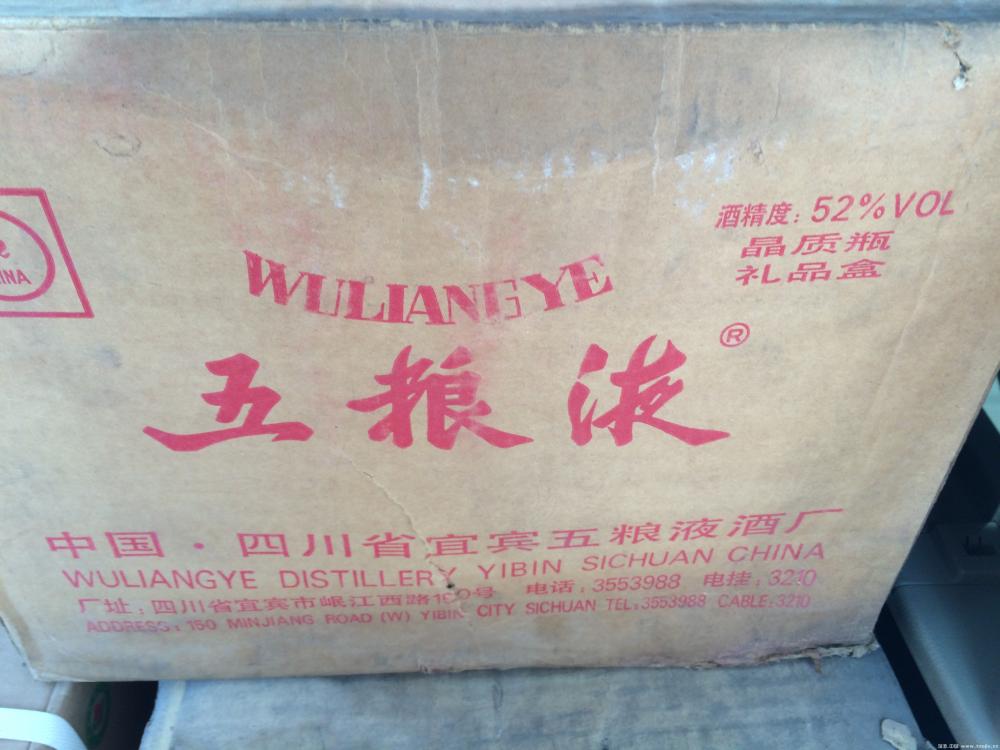 酒精度: 52%VOL
晶质瓶
礼品盒
WULIANGYE
五粮液®
中国·四川省宜宾五粮液酒厂
WULIANGYE DISTILLERY YIBIN SICHUAN CHINA
厂址: 四川省宜宾市岷江西路150号 电话: 3553988 电挂: 3210
ADDRESS: 150 MINJIANG ROAD (W) YIBIN CITY SICHUAN TEL:3553988 CABLE:3210